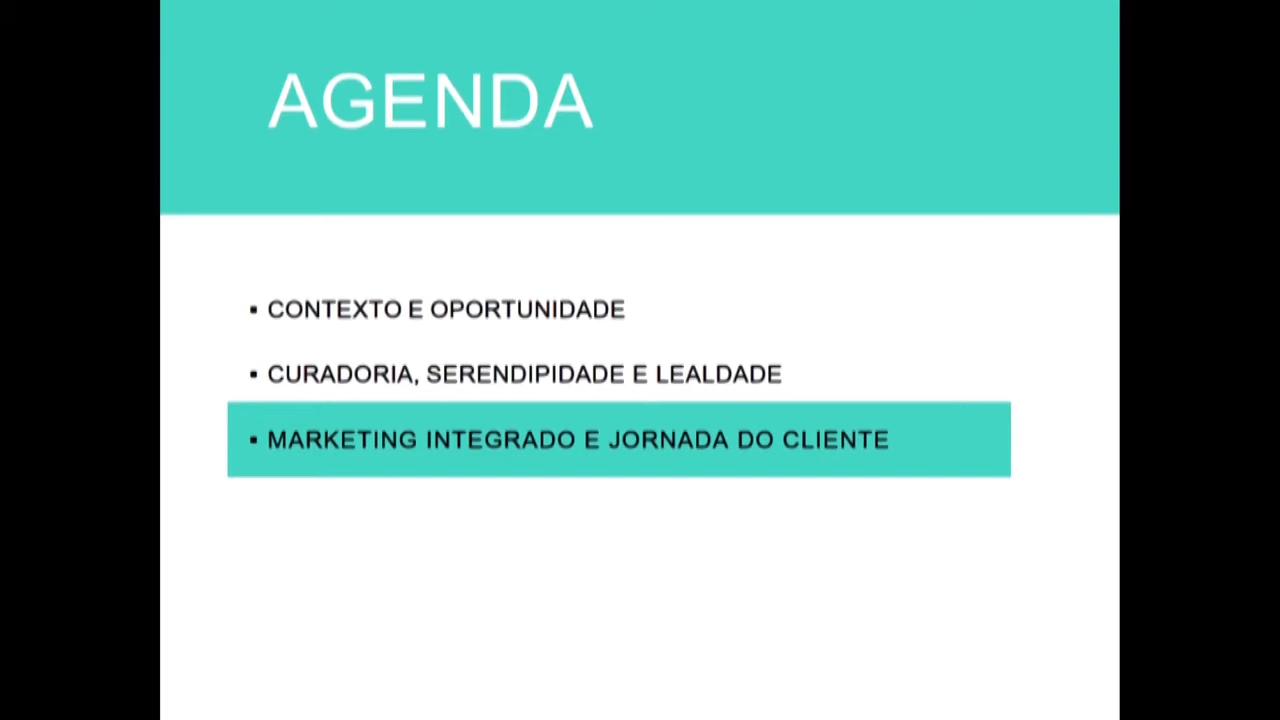 AGENDA
▪ CONTEXTO E OPORTUNIDADE
▪ CURADORIA, SERENDIPIDADE E LEALDADE
▪ MARKETING INTEGRADO E JORNADA DO CLIENTE